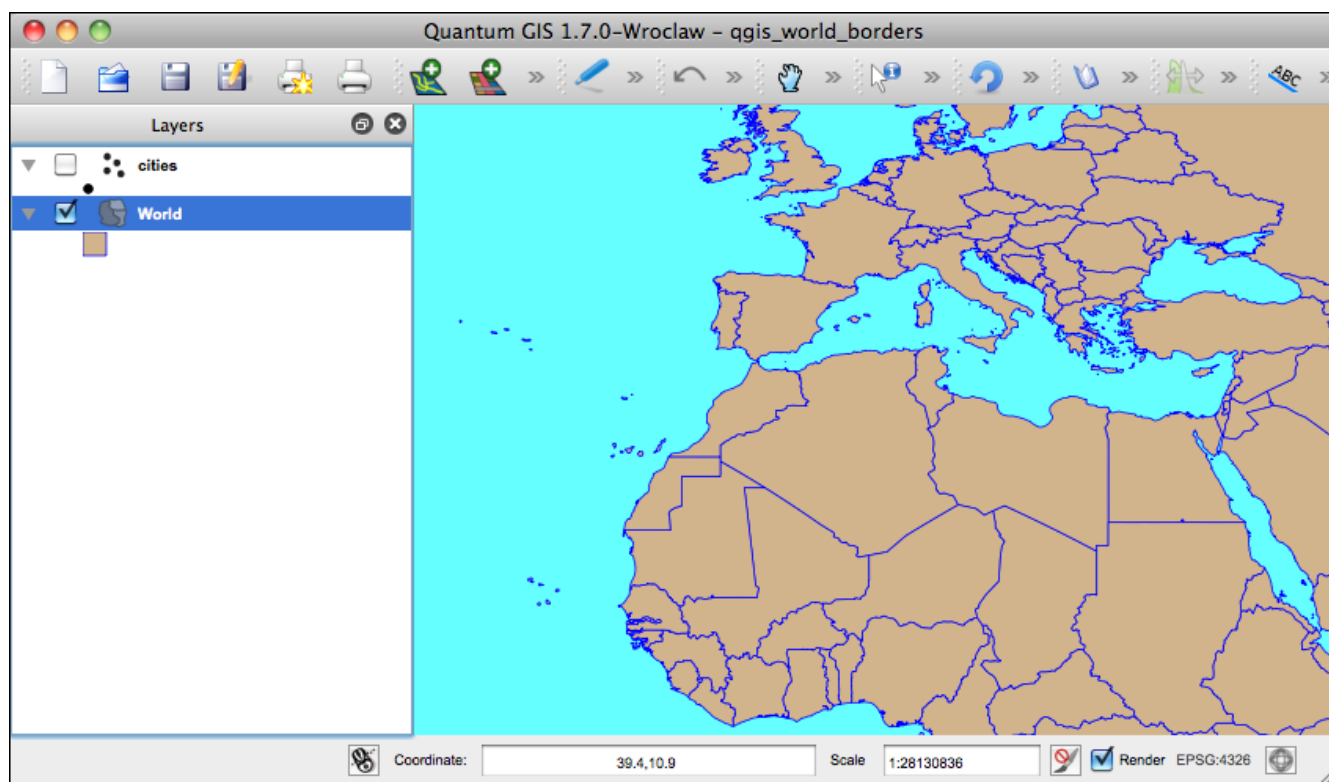 Quantum GIS 1.7.0-Wroclaw - qgis_world_borders
ABC
Layers
cities
World
Coordinate: 39.4,10.9 Scale 1:28130836 Render EPSG:4326